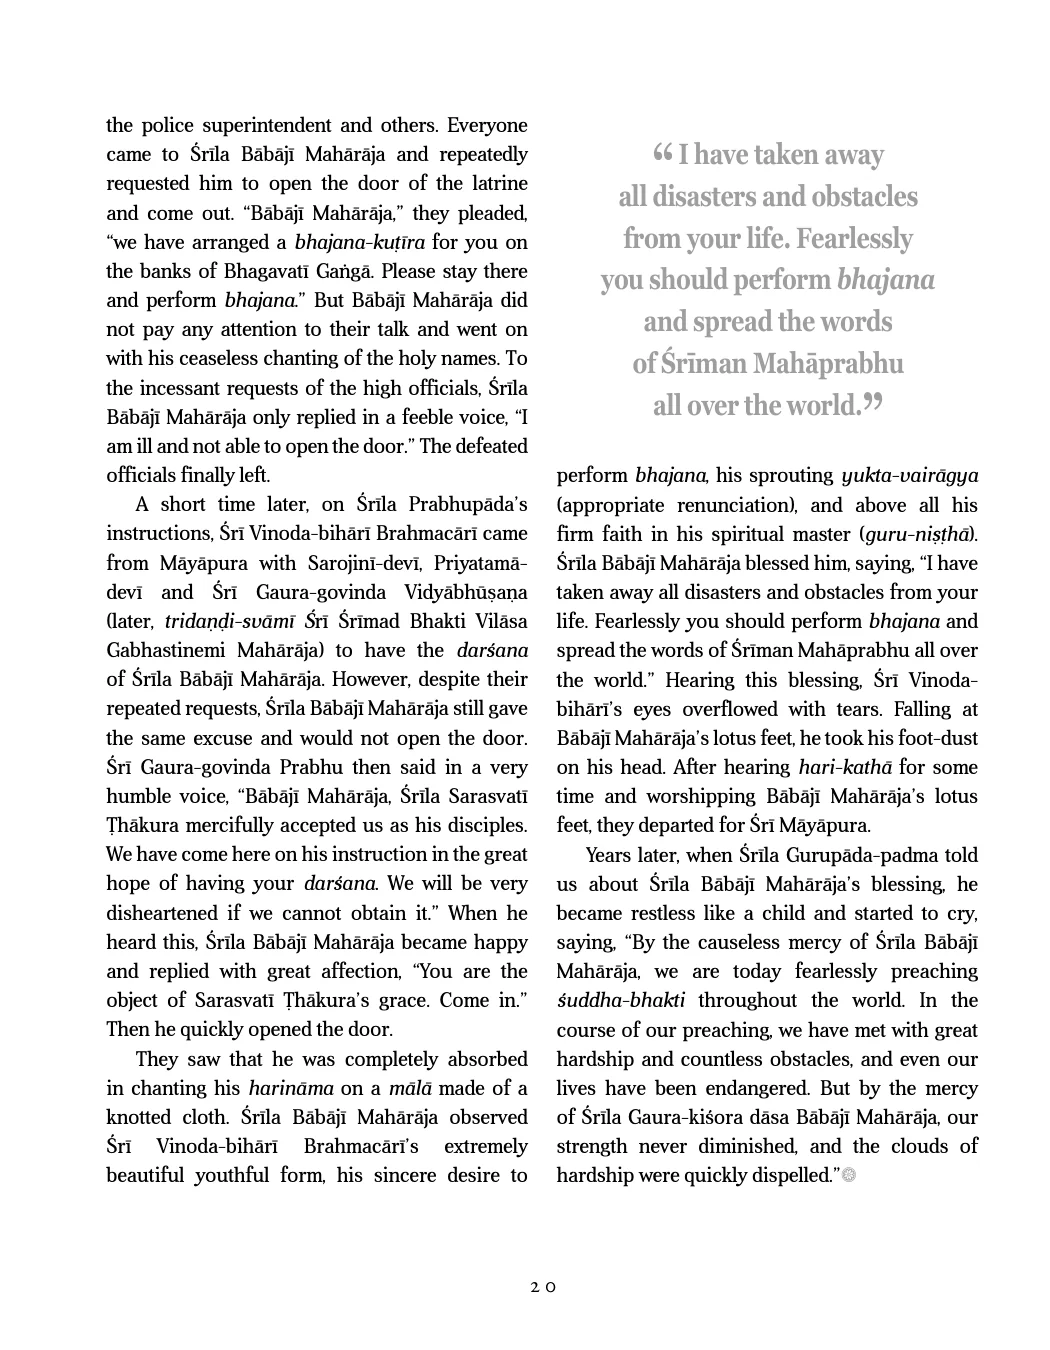 the police superintendent and others. Everyone
came to Śrīla Bābājī Mahārāja and repeatedly
requested him to open the door of the latrine
and come out. “Bābājī Mahārāja,” they pleaded,
“we have arranged a bhajana-kuṭīra for you on
the banks of Bhagavatī Gaṅgā. Please stay there
and perform bhajana.” But Bābājī Mahārāja did
not pay any attention to their talk and went on
with his ceaseless chanting of the holy names. To
the incessant requests of the high officials, Śrīla
Bābājī Mahārāja only replied in a feeble voice, “I
am ill and not able to open the door.” The defeated
officials finally left.
A short time later, on Śrīla Prabhupāda’s
instructions, Śrī Vinoda-bihārī Brahmacārī came
from Māyāpura with Sarojinī-devī, Priyatamā-
devī and Śrī Gaura-govinda Vidyābhūṣaṇa
(later, tridaṇḍi-svāmī Śrī Śrīmad Bhakti Vilāsa
Gabhastinemi Mahārāja) to have the darśana
of Śrīla Bābājī Mahārāja. However, despite their
repeated requests, Śrīla Bābājī Mahārāja still gave
the same excuse and would not open the door.
Śrī Gaura-govinda Prabhu then said in a very
humble voice, “Bābājī Mahārāja, Śrīla Sarasvatī
Ṭhākura mercifully accepted us as his disciples.
We have come here on his instruction in the great
hope of having your darśana. We will be very
disheartened if we cannot obtain it.” When he
heard this, Śrīla Bābājī Mahārāja became happy
and replied with great affection, “You are the
object of Sarasvatī Ṭhākura’s grace. Come in.”
Then he quickly opened the door.
They saw that he was completely absorbed
in chanting his harināma on a mālā made of a
knotted cloth. Śrīla Bābājī Mahārāja observed
Śrī Vinoda-bihārī Brahmacārī’s extremely
beautiful youthful form, his sincere desire to
“ I have taken away
all disasters and obstacles
from your life. Fearlessly
you should perform bhajana
and spread the words
of Śrīman Mahāprabhu
all over the world.”
perform bhajana, his sprouting yukta-vairāgya
(appropriate renunciation), and above all his
firm faith in his spiritual master (guru-niṣṭhā).
Śrīla Bābājī Mahārāja blessed him, saying, “I have
taken away all disasters and obstacles from your
life. Fearlessly you should perform bhajana and
spread the words of Śrīman Mahāprabhu all over
the world.” Hearing this blessing, Śrī Vinoda-
bihārī’s eyes overflowed with tears. Falling at
Bābājī Mahārāja’s lotus feet, he took his foot-dust
on his head. After hearing hari-kathā for some
time and worshipping Bābājī Mahārāja’s lotus
feet, they departed for Śrī Māyāpura.
Years later, when Śrīla Gurupāda-padma told
us about Śrīla Bābājī Mahārāja’s blessing, he
became restless like a child and started to cry,
saying, “By the causeless mercy of Śrīla Bābājī
Mahārāja, we are today fearlessly preaching
śuddha-bhakti throughout the world. In the
course of our preaching, we have met with great
hardship and countless obstacles, and even our
lives have been endangered. But by the mercy
of Śrīla Gaura-kiśora dāsa Bābājī Mahārāja, our
strength never diminished, and the clouds of
hardship were quickly dispelled.”
20